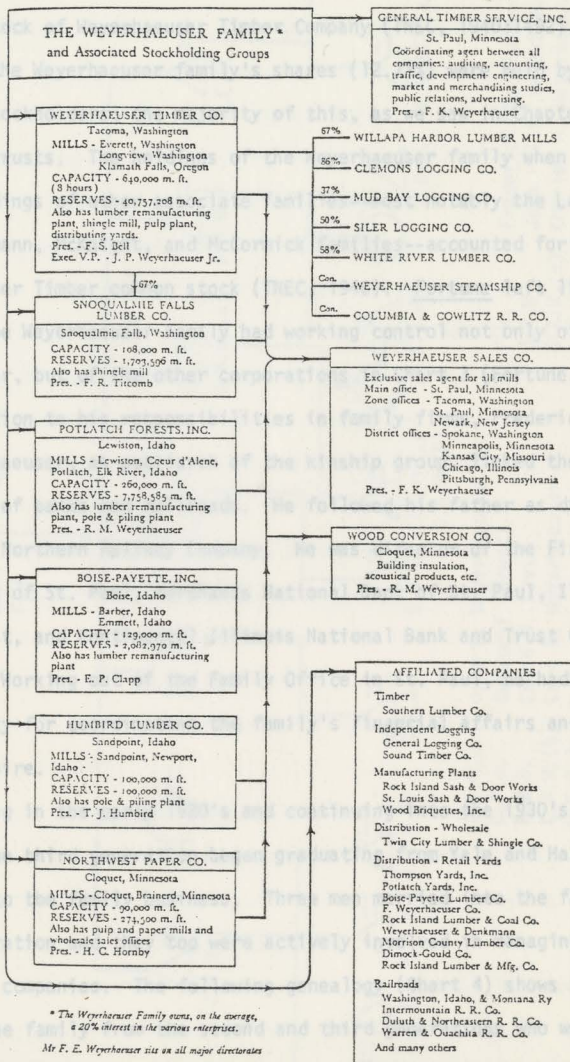 THE WEYERHAEUSER FAMILY*
and Associated Stockholding Groups
GENERAL TIMBER SERVICE, INC.
St. Paul, Minnesota
Coördinating agent between all
companies: auditing, accounting,
traffic, development engineering,
market and merchandising studies,
public relations, advertising.
Pres. - F. K. Weyerhaeuser
WEYERHAEUSER TIMBER CO.
Tacoma, Washington
MILLS - Everett, Washington
Longview, Washington
Klamath Falls, Oregon
CAPACITY - 640,000 m. ft.
(8 hours)
RESERVES - 40,757,208 m. ft.
Also has lumber remanufacturing
plant, shingle mill, pulp plant,
distributing yards.
Pres. - F. S. Bell
Exec. V.P. - J. P. Weyerhaeuser Jr.
67%
WILLAPA HARBOR LUMBER MILLS
86%
CLEMONS LOGGING CO.
37%
MUD BAY LOGGING CO.
50%
SILER LOGGING CO.
58%
WHITE RIVER LUMBER CO.
Con.
WEYERHAEUSER STEAMSHIP CO.
Con.
COLUMBIA & COWLITZ R. R. CO.
67%
SNOQUALMIE FALLS
LUMBER CO.
Snoqualmie Falls, Washington
CAPACITY - 108,000 m. ft.
RESERVES - 1,707,596 m. ft.
Also has shingle mill
Pres. - F. R. Titcomb
WEYERHAEUSER SALES CO.
Exclusive sales agent for all mills
Main office - St. Paul, Minnesota
Zone offices - Tacoma, Washington
St. Paul, Minnesota
Newark, New Jersey
District offices - Spokane, Washington
Minneapolis, Minnesota
Kansas City, Missouri
Chicago, Illinois
Pittsburgh, Pennsylvania
Pres. - F. K. Weyerhaeuser
POTLATCH FORESTS, INC.
Lewiston, Idaho
MILLS - Lewiston, Coeur d'Alene,
Potlatch, Elk River, Idaho
CAPACITY - 260,000 m. ft.
RESERVES - 7,758,585 m. ft.
Also has lumber remanufacturing
plant, pole & piling plant
Pres. - R. M. Weyerhaeuser
WOOD CONVERSION CO.
Cloquet, Minnesota
Building insulation,
acoustical products, etc.
Pres. - R. M. Weyerhaeuser
BOISE-PAYETTE, INC.
Boise, Idaho
MILLS - Barber, Idaho
Emmett, Idaho
CAPACITY - 129,000 m. ft.
RESERVES - 2,082,970 m. ft.
Also has lumber remanufacturing
plant
Pres. - N. P. Clapp
HUMBIRD LUMBER CO.
Sandpoint, Idaho
MILLS - Sandpoint, Newport,
Idaho -
CAPACITY - 100,000 m. ft.
RESERVES - 100,000 m. ft.
Also has pole & piling plant
Pres. - T. J. Humbird
NORTHWEST PAPER CO.
Cloquet, Minnesota
MILLS - Cloquet, Brainerd, Minnesota
CAPACITY - 90,000 m. ft.
RESERVES - 274,500 m. ft.
Also has pulp and paper mills and
wholesale sales offices
Pres. - H. C. Hornby
AFFILIATED COMPANIES
Timber
Southern Lumber Co.
Independent Logging
General Logging Co.
Sound Timber Co.
Manufacturing Plants
Rock Island Sash & Door Works
St. Louis Sash & Door Works
Wood Briquettes, Inc.
Distribution - Wholesale
Twin City Lumber & Shingle Co.
Distribution - Retail Yards
Thompson Yards, Inc.
Potlatch Yards, Inc.
Boise-Payette Lumber Co.
F. Weyerhaeuser Co.
Rock Island Lumber & Coal Co.
Weyerhaeuser & Denkmann
Morrison County Lumber Co.
Dimock-Gould Co.
Rock Island Lumber & Mfg. Co.
Railroads
Washington, Idaho, & Montana Ry
Intermountain R. R. Co.
Duluth & Northeastern R. R. Co.
Warren & Ouachita R. R. Co.
And many others
* The Weyerhaeuser Family owns, on the average,
a 20% interest in the various enterprises.
Mr F. E. Weyerhaeuser sits on all major directorates